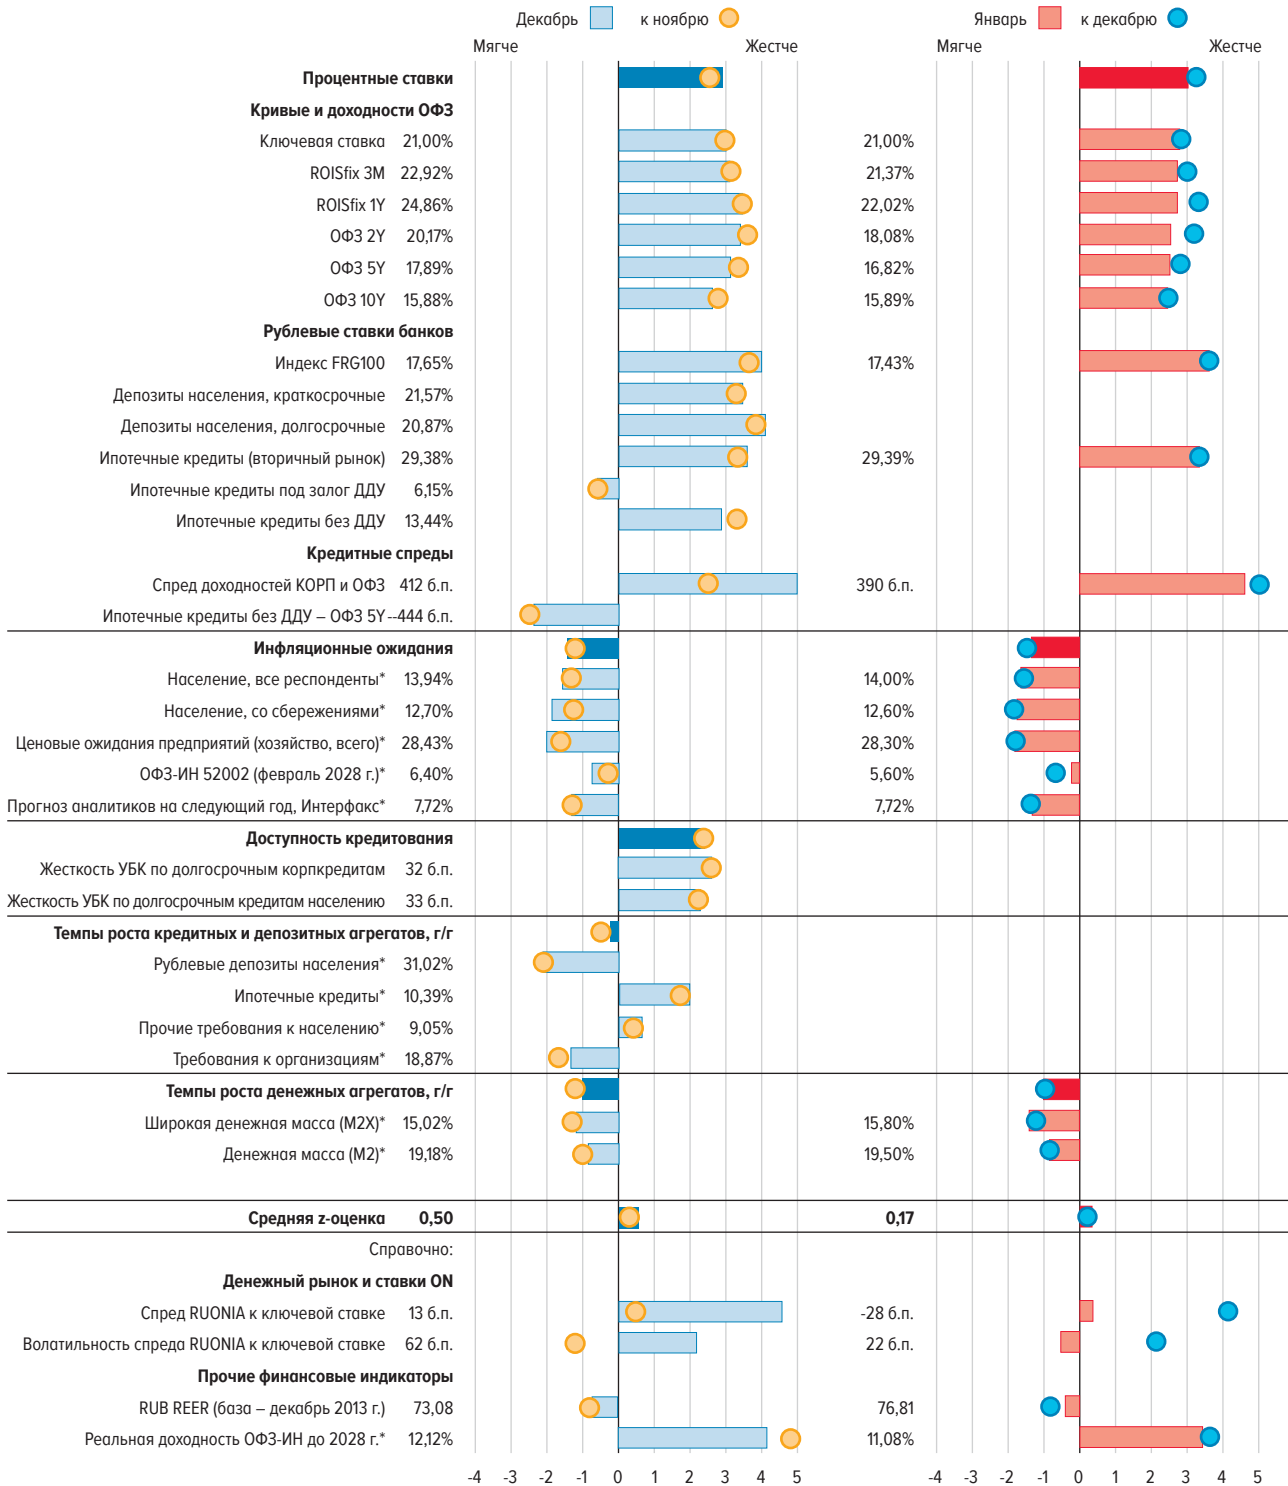 Декабрь к ноябрю Январь к декабрю
Мягче Жестче Мягче Жестче
Процентные ставки
Кривые и доходности ОФЗ
Ключевая ставка 21,00% 21,00%
ROISfix 3M 22,92% 21,37%
ROISfix 1Y 24,86% 22,02%
ОФЗ 2Y 20,17% 18,08%
ОФЗ 5Y 17,89% 16,82%
ОФЗ 10Y 15,88% 15,89%
Рублевые ставки банков
Индекс FRG100 17,65% 17,43%
Депозиты населения, краткосрочные 21,57%
Депозиты населения, долгосрочные 20,87%
Ипотечные кредиты (вторичный рынок) 29,38% 29,39%
Ипотечные кредиты под залог ДДУ 6,15%
Ипотечные кредиты без ДДУ 13,44%
Кредитные спреды
Спред доходностей КОРП и ОФЗ 412 б.п. 390 б.п.
Ипотечные кредиты без ДДУ – ОФЗ 5Y --444 б.п.
Инфляционные ожидания
Население, все респонденты* 13,94% 14,00%
Население, со сбережениями* 12,70% 12,60%
Ценовые ожидания предприятий (хозяйство, всего)* 28,43% 28,30%
ОФЗ-ИН 52002 (февраль 2028 г.)* 6,40% 5,60%
Прогноз аналитиков на следующий год, Интерфакс* 7,72% 7,72%
Доступность кредитования
Жесткость УБК по долгосрочным корпкредитам 32 б.п.
Жесткость УБК по долгосрочным кредитам населению 33 б.п.
Темпы роста кредитных и депозитных агрегатов, г/г
Рублевые депозиты населения* 31,02%
Ипотечные кредиты* 10,39%
Прочие требования к населению* 9,05%
Требования к организациям* 18,87%
Темпы роста денежных агрегатов, г/г
Широкая денежная масса (М2Х)* 15,02% 15,80%
Денежная масса (М2)* 19,18% 19,50%
Средняя z-оценка 0,50 0,17
Справочно:
Денежный рынок и ставки ON
Спред RUONIA к ключевой ставке 13 б.п. -28 б.п.
Волатильность спреда RUONIA к ключевой ставке 62 б.п. 22 б.п.
Прочие финансовые индикаторы
RUB REER (база – декабрь 2013 г.) 73,08 76,81
Реальная доходность ОФЗ-ИН до 2028 г.* 12,12% 11,08%
-4 -3 -2 -1 0 1 2 3 4 5 -4 -3 -2 -1 0 1 2 3 4 5